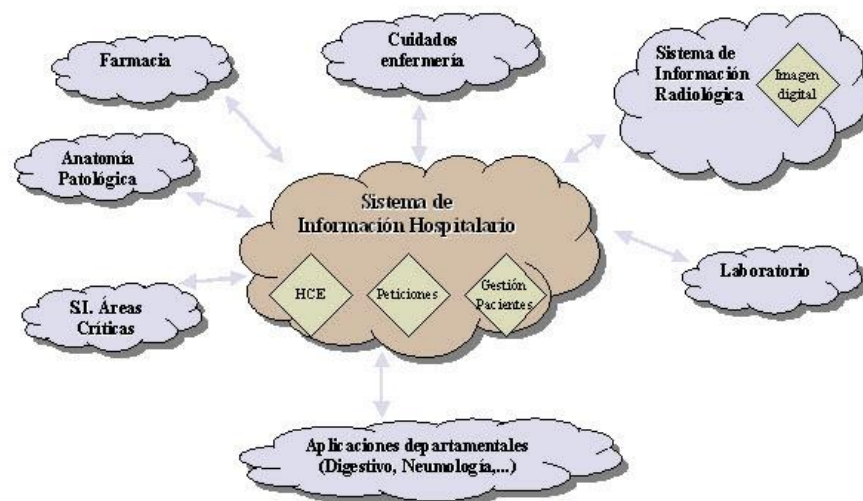 Farmacia
Cuidados
enfermería
Sistema de
Información
Radiológica
Imagen
digital
Anatomía
Patológica
Sistema de
Información Hospitalario
HCE
Peticiones
Gestión
Pacientes
Laboratorio
S.I. Áreas
Críticas
Aplicaciones departamentales
(Digestivo, Neumología,...)